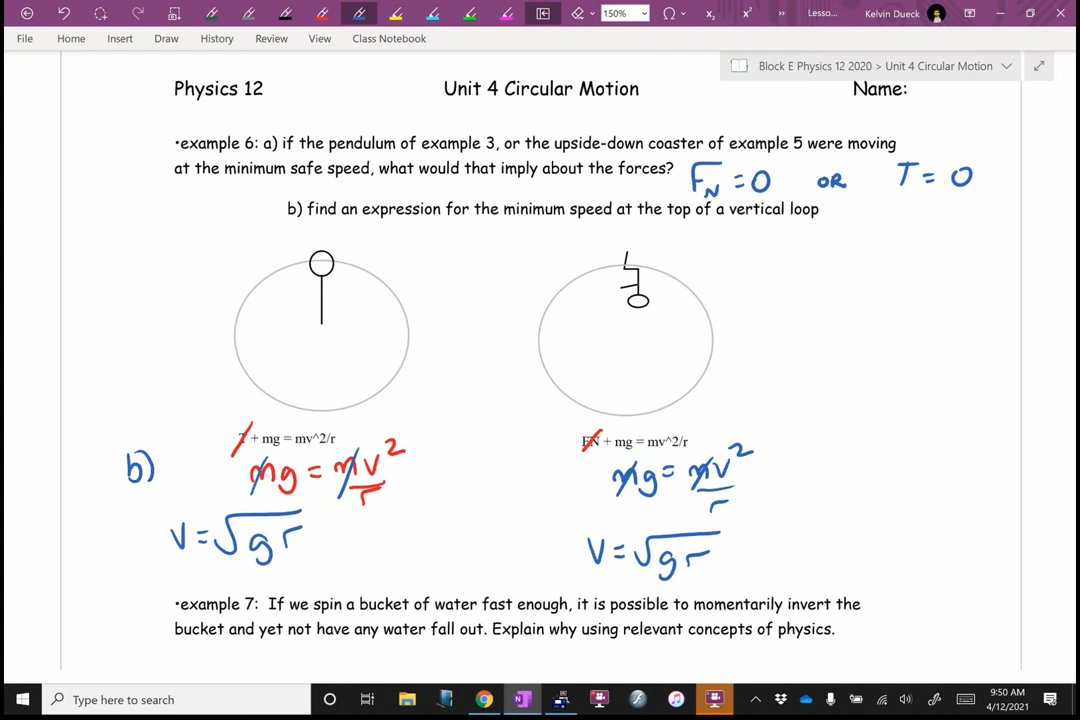 150%
Lesso...
Kelvin Dueck
File Home Insert Draw History Review View Class Notebook
Block E Physics 12 2020 > Unit 4 Circular Motion
Physics 12 Unit 4 Circular Motion Name:
•example 6: a) if the pendulum of example 3, or the upside-down coaster of example 5 were moving
at the minimum safe speed, what would that imply about the forces? F_N = 0 OR T = 0
b) find an expression for the minimum speed at the top of a vertical loop
T + mg = mv^2/r
FN + mg = mv^2/r
b) mg = mv²/r
mg = mv²/r
v = √gr
v = √gr
•example 7: If we spin a bucket of water fast enough, it is possible to momentarily invert the
bucket and yet not have any water fall out. Explain why using relevant concepts of physics.
Type here to search
9:50 AM
4/12/2021